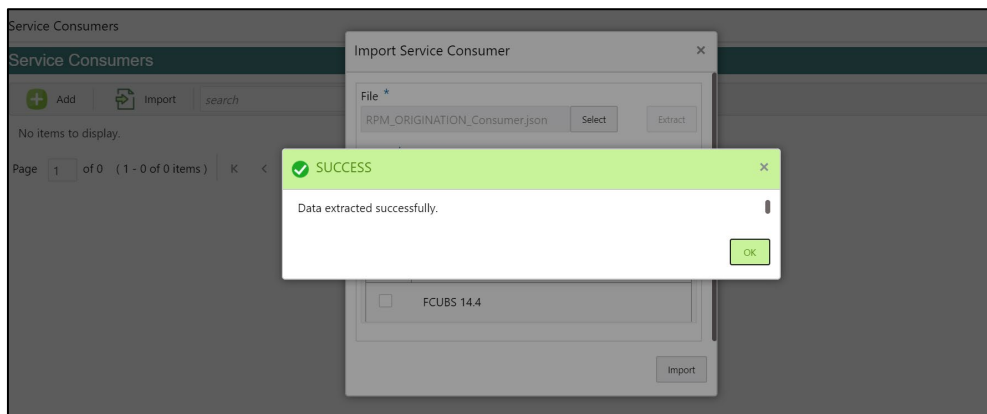 Service Consumers
Service Consumers
Add Import search
No items to display.
Page 1 of 0 ( 1 - 0 of 0 items ) K <
Import Service Consumer ×
File *
RPM_ORIGINATION_Consumer.json Select Extract
SUCCESS ×
Data extracted successfully.
OK
FCUBS 14.4
Import